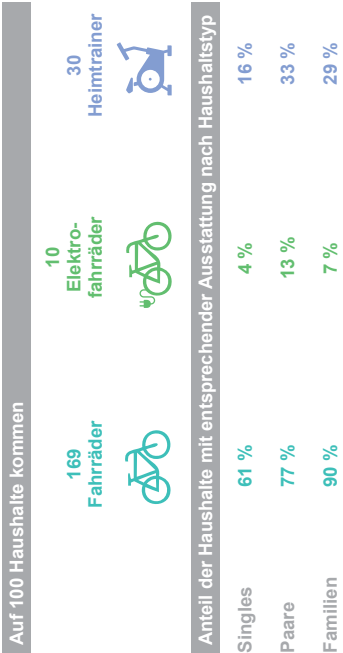 Auf 100 Haushalte kommen
169
Fahrräder
10
Elektro-
fahrräder
30
Heimtrainer
Anteil der Haushalte mit entsprechender Ausstattung nach Haushaltstyp
Singles 61 % 4 % 16 %
Paare 77 % 13 % 33 %
Familien 90 % 7 % 29 %